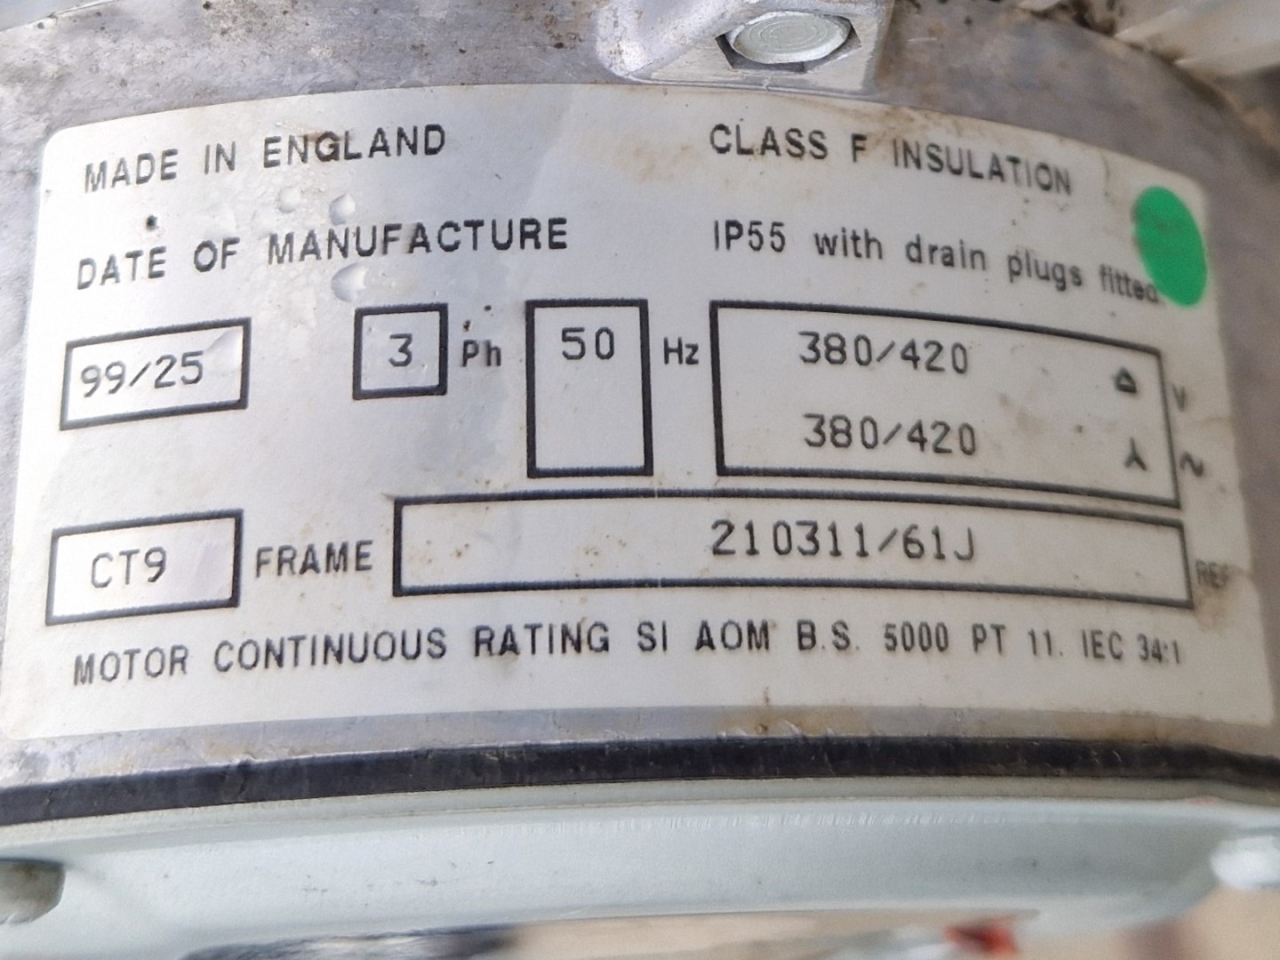 MADE IN ENGLAND
CLASS F INSULATION
DATE OF MANUFACTURE
IP55 with drain plugs fitted
99/25
3 Ph
50 Hz
380/420 Δ V
380/420 ⅄ ~
CT9 FRAME
210311/61J REF
MOTOR CONTINUOUS RATING SI AOM B.S. 5000 PT 11. IEC 34:1